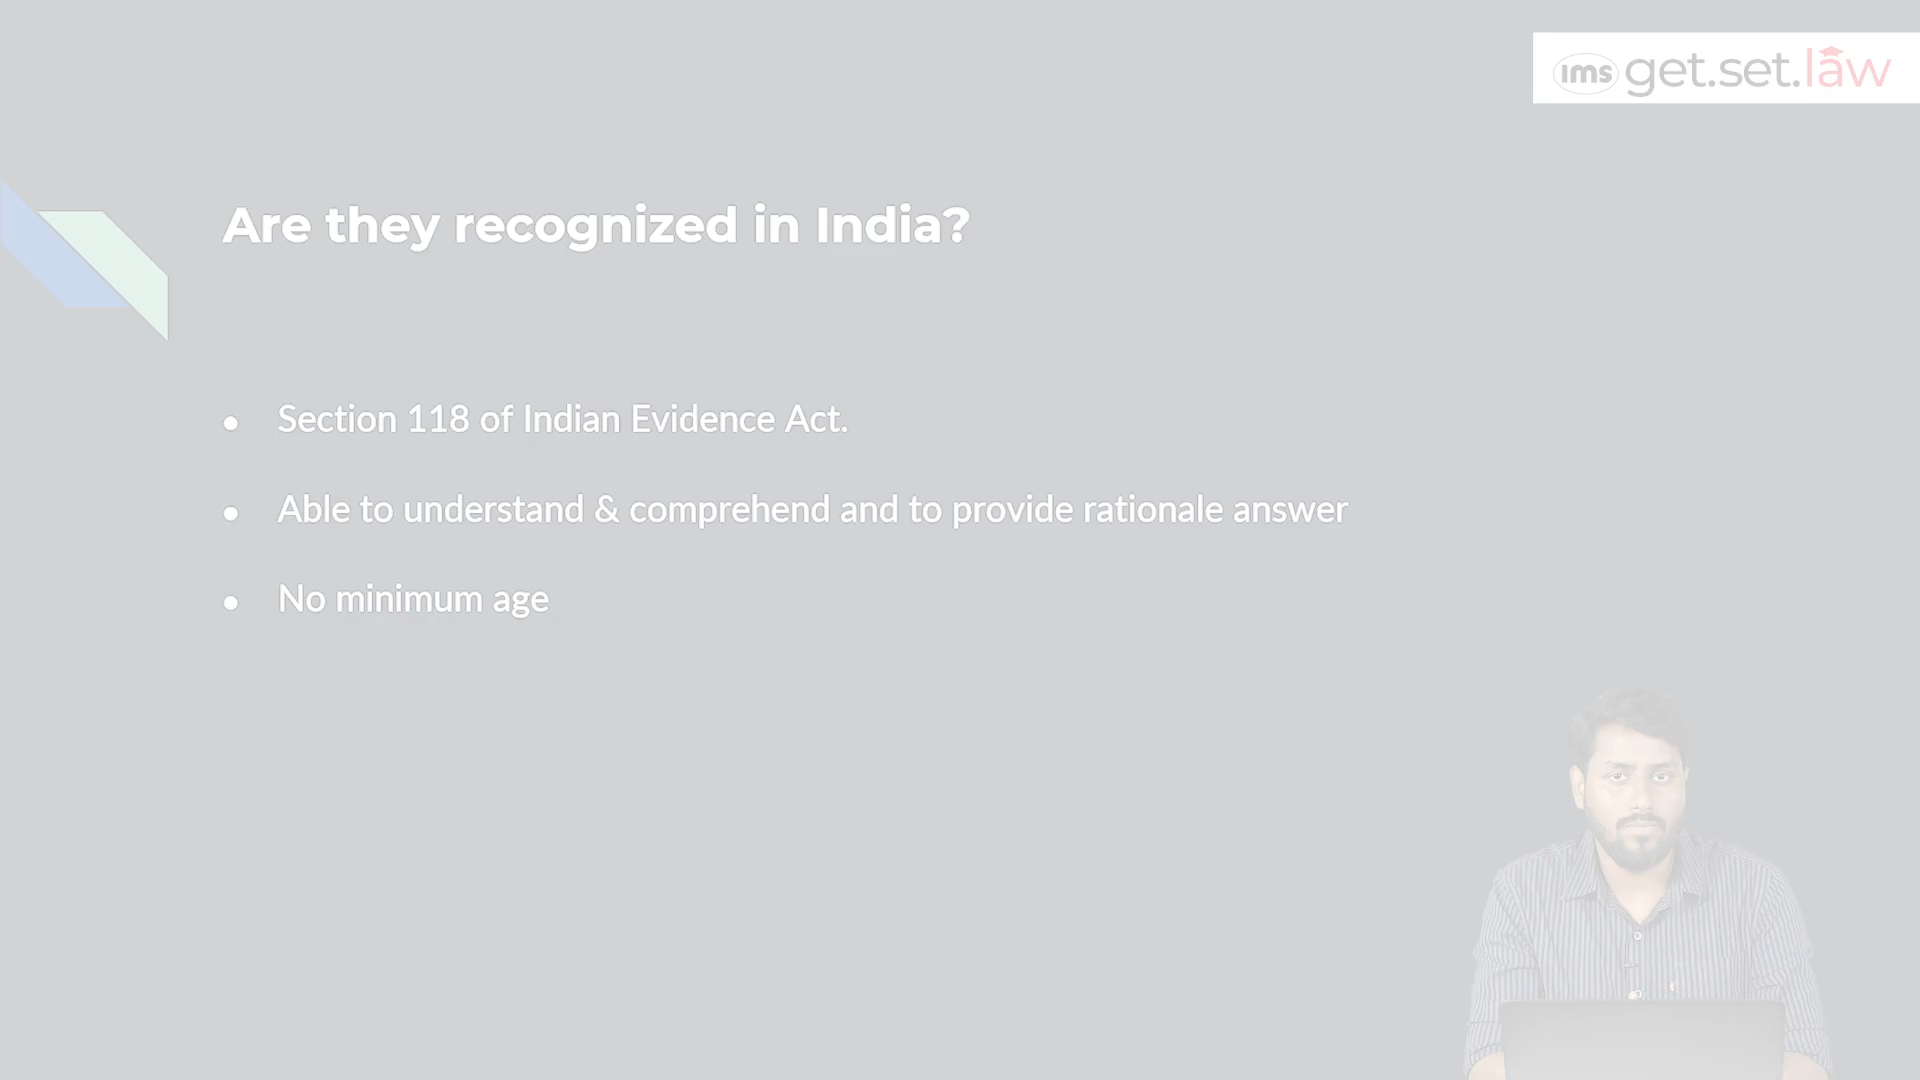 ims get.set.law
Are they recognized in India?
● Section 118 of Indian Evidence Act.
● Able to understand & comprehend and to provide rationale answer
● No minimum age